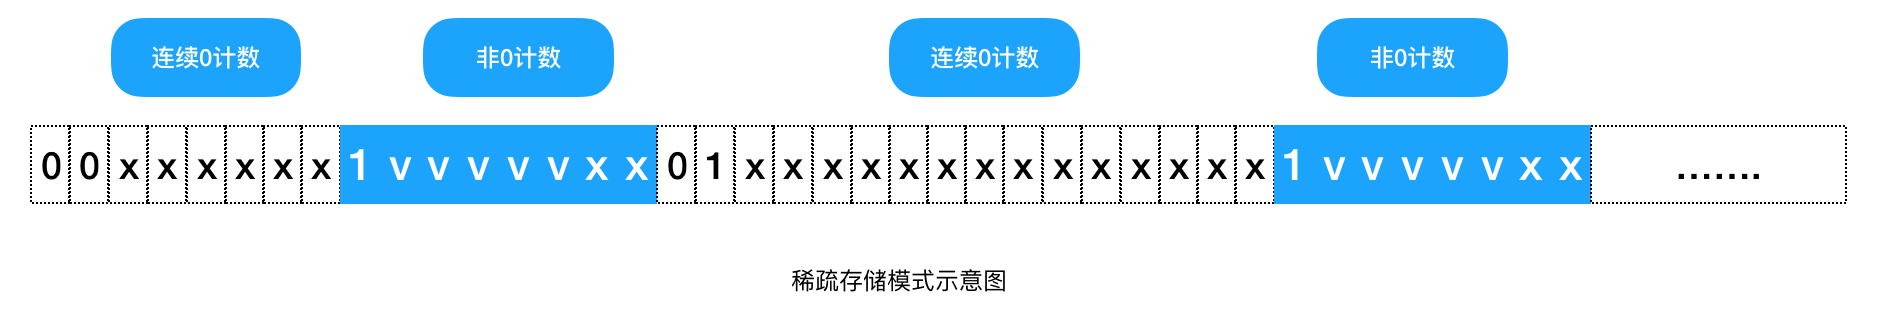 连续0计数 非0计数 连续0计数 非0计数
0 0 x x x x x x 1 v v v v v x x 0 1 x x x x x x x x x x x x x x 1 v v v v v x x .......
稀疏存储模式示意图